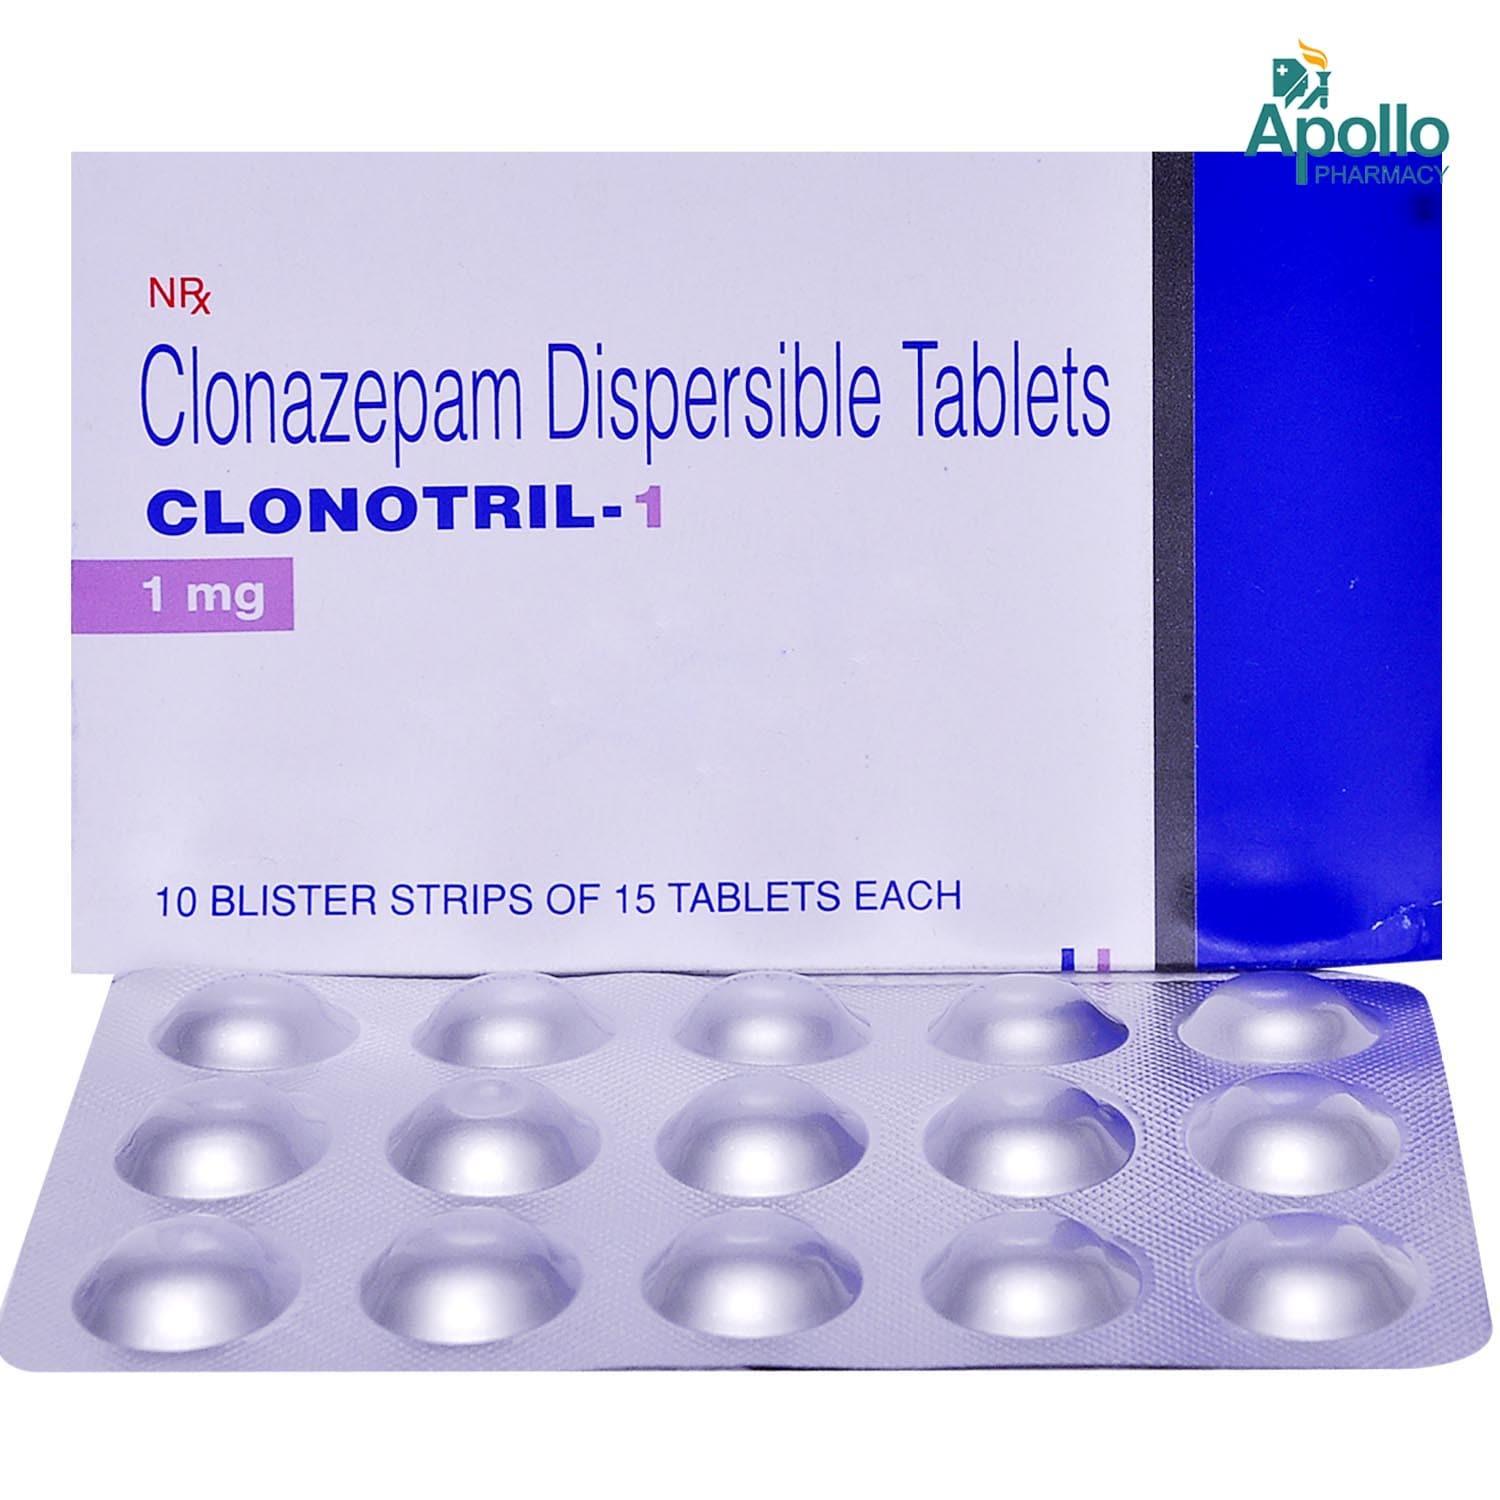 Apollo
PHARMACY
NRx
Clonazepam Dispersible Tablets
CLONOTRIL-1
1 mg
10 BLISTER STRIPS OF 15 TABLETS EACH